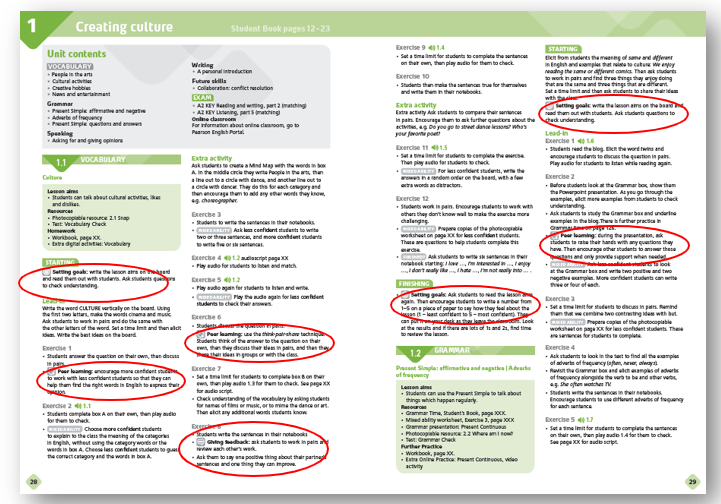 1 Creating culture Student Book pages 12–23
Unit contents
VOCABULARY
• People in the arts
• Cultural activities
• Creative hobbies
• News and entertainment
Grammar
• Present Simple: affirmative and negative
• Adverbs of frequency
• Present Simple: questions and answers
Speaking
• Asking for and giving opinions
Writing
• A personal introduction
Future skills
• Collaboration: conflict resolution
EXAM
• A2 KEY Reading and writing, part 2 (matching)
• A2 KEY Listening, part 5 (matching)
Online classroom
For information about online classroom, go to
Pearson English Portal.
1.1 VOCABULARY
Culture
Lesson aims
• Students can talk about cultural activities, likes
and dislikes.
Resources
• Photocopiable resource: 2.1 Snap
• Test: Vocabulary Check
Homework
• Workbook, page XX.
• Extra digital activities: Vocabulary
STARTING
Setting goals: write the lesson aims on the board
and read them out with students. Ask students questions
to check understanding.
Lead-in
Write the word CULTURE vertically on the board. Using
the first two letters, make the words cinema and music.
Ask students to work in pairs and do the same with
the other letters of the word. Set a time limit and then elicit
ideas. Write the best ideas on the board.
Exercise 1
• Students answer the question on their own, then discuss
in pairs.
• Peer learning: encourage more confident students
to work with less confident students so that they can
help them find the right words in English to express their
opinion.
Exercise 2 1.1
• Students complete box A on their own, then play audio
for them to check.
• Choose more confident students
to explain to the class the meaning of the categories
in English, without using the category words or the
words in box A. Choose less confident students to guess
the correct category and the words in box A.
28
Extra activity
Ask students to create a Mind Map with the words in box
A. In the middle circle they write People in the arts, then
a line out to a circle with dance, and another line out to
a circle with dance. They do this for each category and
then encourage them to add any other words they know,
e.g. choreographer.
Exercise 3
• Students to write the sentences in their notebooks.
• Ask less confident students to write
two or three sentences, and more confident students
to write five or six sentences.
Exercise 4 1.2 audioscript page XX
• Play audio for students to listen and match.
Exercise 5 1.2
• Play audio again for students to listen and write.
• Play the audio again for less confident
students to check their answers.
Exercise 6
• Students discuss the question in pairs.
• Peer learning: use the think-pair-share technique.
Students think of the answer to the question on their
own, then they discuss their ideas in pairs, and then they
share their ideas in groups or with the class.
Exercise 7
• Set a time limit for students to complete box B on their
own, then play audio 1.3 for them to check. See page XX
for audio script.
• Check understanding of the vocabulary by asking students
for names of films or music, or to mime the dance or art.
Then elicit any additional words students know.
• Students write the sentences in their notebooks
• Giving feedback: ask students to work in pairs and
review each other's work.
• Ask them to say one positive thing about their partner's
sentences and one thing they can improve.
Exercise 9 1.4
• Set a time limit for students to complete the sentences
on their own, then play audio for them to check.
Exercise 10
• Students make the sentences true for themselves
and write them in their notebooks.
Extra activity
Extra activity Ask students to compare their sentences
in pairs. Encourage them to ask further questions about the
activities, e.g. Do you go to street dance lessons? Who's
your favourite poet?
Exercise 11 1.5
• Set a time limit for students to complete the exercise.
Then play audio for students to check.
• For less confident students, write the
answers in a random order on the board, with a few
extra words as distractors.
Exercise 12
• Students work in pairs. Encourage students to work with
others they don't know well to make the exercise more
challenging.
• Prepare copies of the photocopiable
worksheet on page XX for less confident students.
These are questions to help students complete this
exercise.
• Ask students to write six sentences in their
notebook starting: I love ..., I'm interested in ..., I enjoy
..., I don't really like ..., I hate ..., I'm not really into ... .
FINISHING
Setting goals: Ask students to read the lesson aims
again. Then encourage students to write a number from
1–5 on a piece of paper to say how they feel about the
lesson (1 – least confident to 5 – most confident). They
can put it on their desk as they leave the classroom. Look
at the results and if there are lots of 1s and 2s, find time
to review the lesson.
1.2 GRAMMAR
Present Simple: affirmative and negative | Adverbs
of frequency
Lesson aims
• Students can use the Present Simple to talk about
things which happen regularly.
Resources
• Grammar Time, Student's Book, page XXX.
• Mixed ability worksheet, Exercise 3, page XXX
• Grammar presentation: Present Continuous
• Photocopiable resource: 2.2 Where am I now?
• Test: Grammar Check
Further Practice
• Workbook, page XX.
• Extra Online Practice: Present Continuous, video
activity
STARTING
Elicit from students the meaning of same and different
in English and examples that relate to culture: We enjoy
reading the same or different comics. Then ask students
to work in pairs and find three things they enjoy doing
that are the same and three things that are different.
Set a time limit and then ask students to share their ideas
with the class.
Setting goals: write the lesson aims on the board and
read them out with students. Ask students questions to
check understanding.
Lead-in
Exercise 1 1.6
• Students read the blog. Elicit the word twins and
encourage students to discuss the question in pairs.
Play audio for students to listen while reading again.
Exercise 2
• Before students look at the Grammar box, show them
the Powerpoint presentation. As you go through the
examples, elicit more examples from students to check
understanding.
• Ask students to study the Grammar box and underline
examples in the blog. There is further practice in
• Peer learning: during the presentation, ask
students to raise their hands with any questions they
have. Then encourage other students to answer those
questions and only provide support when needed.
• Ask less confident students to look
at the Grammar box and write two positive and two
negative examples. More confident students can write
three or four of each.
Exercise 3
• Set a time limit for students to discuss in pairs. Remind
them that we combine two contrasting ideas with but.
• Prepare copies of the photocopiable
worksheet on page XX for less confident students. These
are sentences for students to complete.
Exercise 4
• Ask students to look in the text to find all the examples
of adverbs of frequency (often, never, always).
• Revisit the Grammar box and elicit examples of adverbs
of frequency alongside the verb to be and other verbs,
e.g. She often watches TV.
• Students write the sentences in their notebooks.
Encourage students to use different adverbs of frequency
for each sentence.
Exercise 5 1.7
• Set a time limit for students to complete the sentences
on their own, then play audio 1.4 for them to check.
See page XX for audio script.
29